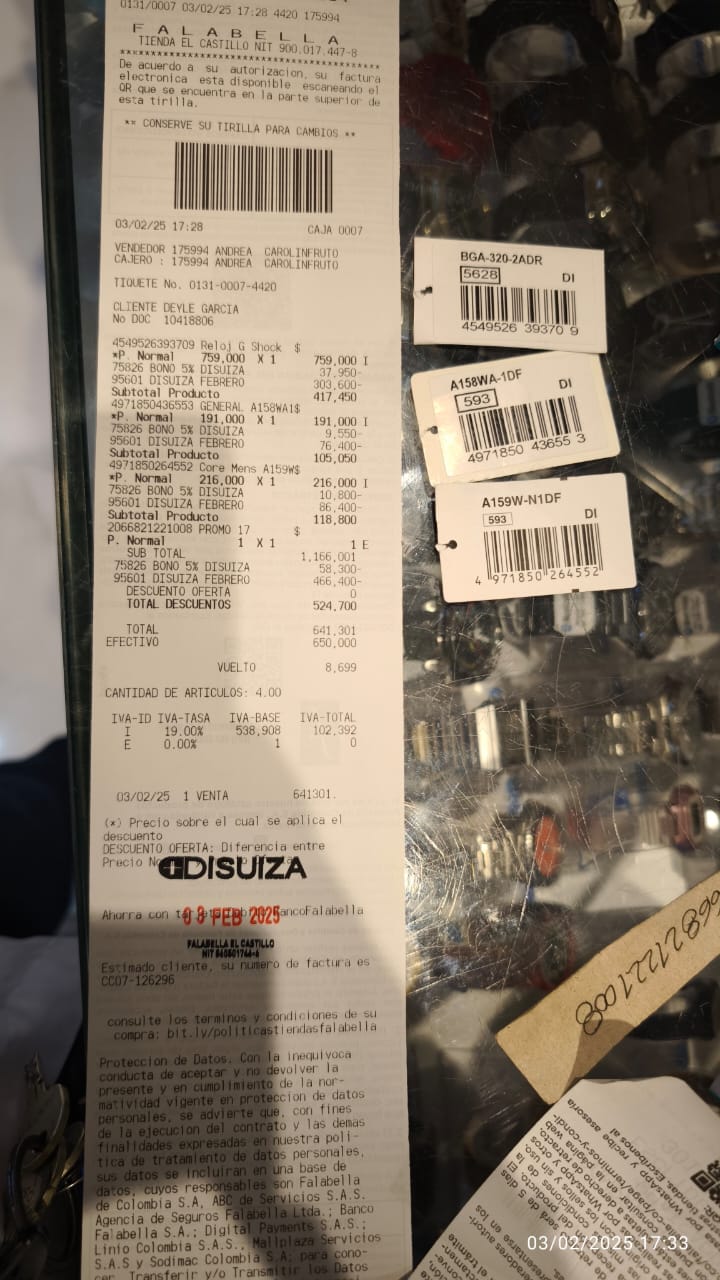 0131/0007 03/02/25 17:28 4420 175994
F A L A B E L L A
TIENDA EL CASTILLO NIT 900.017.447-8
****************************************
De acuerdo a su autorizacion, su factura
electronica esta disponible escaneando el
QR que se encuentra en la parte superior de
esta tirilla.
** CONSERVE SU TIRILLA PARA CAMBIOS **
03/02/25 17:28 CAJA 0007
VENDEDOR 175994 ANDREA CAROLINFRUTO
CAJERO : 175994 ANDREA CAROLINFRUTO
TIQUETE No. 0131-0007-4420
CLIENTE DEYLE GARCIA
No DOC 10418806
4549526393709 Reloj G Shock $
*P. Normal 759,000 X 1 759,000 I
75826 BONO 5% DISUIZA 37,950-
95601 DISUIZA FEBRERO 303,600-
Subtotal Producto 417,450
4971850436553 GENERAL A158WA1$
*P. Normal 191,000 X 1 191,000 I
75826 BONO 5% DISUIZA 9,550-
95601 DISUIZA FEBRERO 76,400-
Subtotal Producto 105,050
4971850264552 Core Mens A159W$
*P. Normal 216,000 X 1 216,000 I
75826 BONO 5% DISUIZA 10,800-
95601 DISUIZA FEBRERO 86,400-
Subtotal Producto 118,800
2066821221008 PROMO 17 $
P. Normal 1 X 1 1 E
SUB TOTAL 1,166,001
75826 BONO 5% DISUIZA 58,300-
95601 DISUIZA FEBRERO 466,400-
DESCUENTO OFERTA 0
TOTAL DESCUENTOS 524,700
TOTAL 641,301
EFECTIVO 650,000
VUELTO 8,699
CANTIDAD DE ARTICULOS: 4.00
IVA-ID IVA-TASA IVA-BASE IVA-TOTAL
I 19.00% 538,908 102,392
E 0.00% 1 0
03/02/25 1 VENTA 641301.
(*) Precio sobre el cual se aplica el
descuento
DESCUENTO OFERTA: Diferencia entre
Precio
DISUIZA
Ahorra con BancoFalabella
03 FEB 2025
FALABELLA EL CASTILLO
Estimado cliente, su numero de factura es
CC07-126296
consulte los terminos y condiciones de su
compra: bit.ly/politicastiendasfalabella
Proteccion de Datos. Con la inequivoca
conducta de aceptar y no devolver la
presente y en cumplimiento de la nor-
matividad vigente en proteccion de datos
personales, se advierte que, con fines
de la ejecucion del contrato y las demas
finalidades expresadas en nuestra poli-
tica de tratamiento de datos personales,
sus datos se incluiran en una base de
datos, cuyos responsables son Falabella
de Colombia S.A, ABC de Servicios S.A.S.
Agencia de Seguros Falabella Ltda.; Banco
Falabella S.A.; Digital Payments S.A.S.;
Linio Colombia S.A.S., Mallplaza Servicios
S.A.S y Sodimac Colombia S.A; para cono-
cer, Transferir y/o Transmitir los Datos
BGA-320-2ADR
5628 DI
4549526 39370 9
A158WA-1DF
593 DI
4971850 43655 3
A159W-N1DF
593 DI
4 971850 264552
66821221008
03/02/2025 17:33